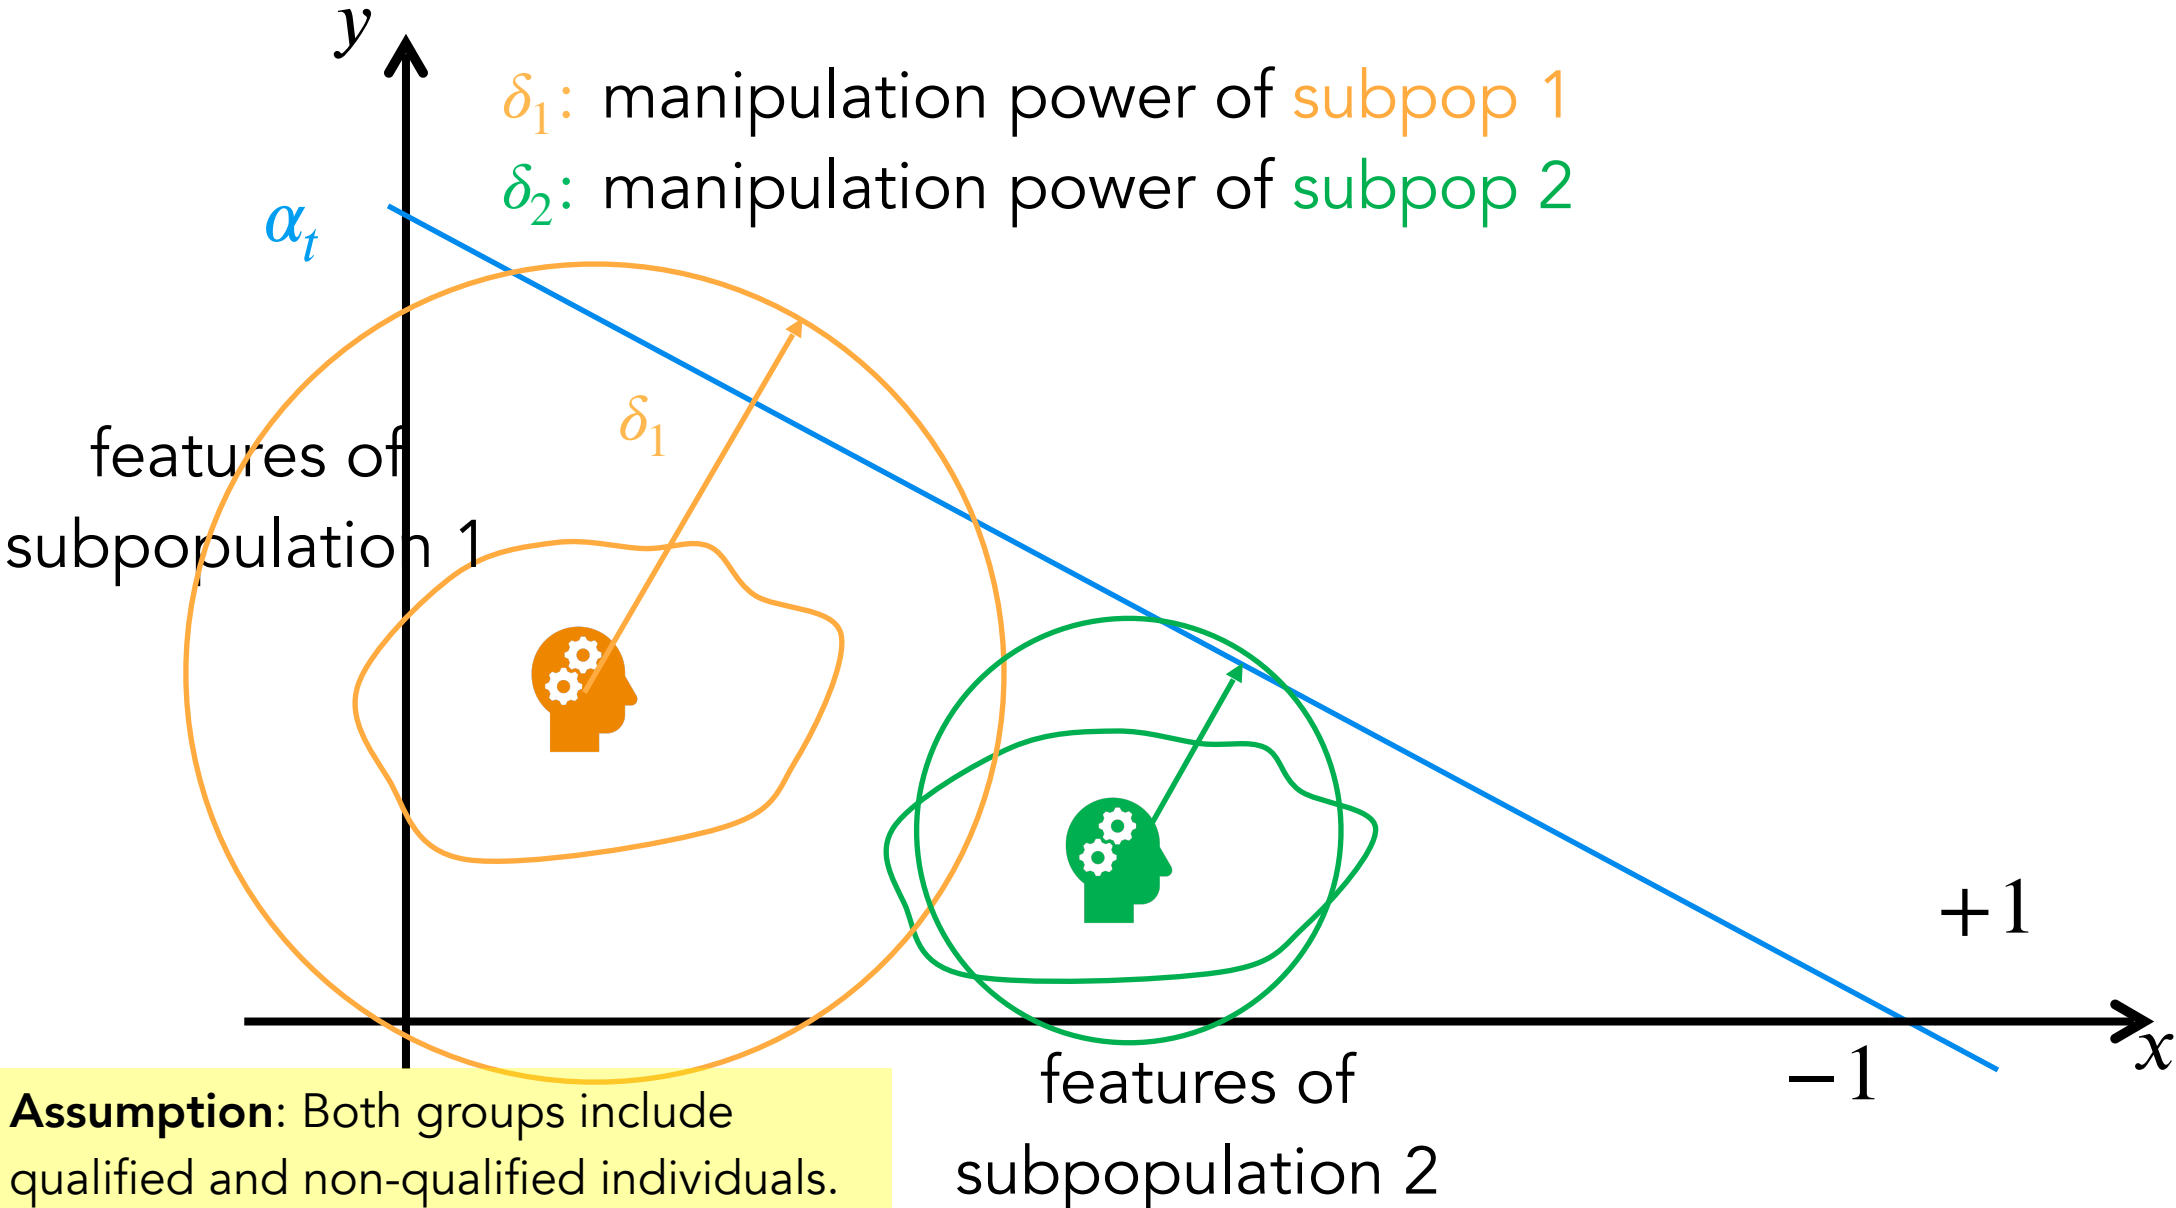 y
δ₁: manipulation power of subpop 1
δ₂: manipulation power of subpop 2
αₜ
δ₁
features of
subpopulation 1
+1
−1
x
features of
subpopulation 2
Assumption: Both groups include
qualified and non-qualified individuals.